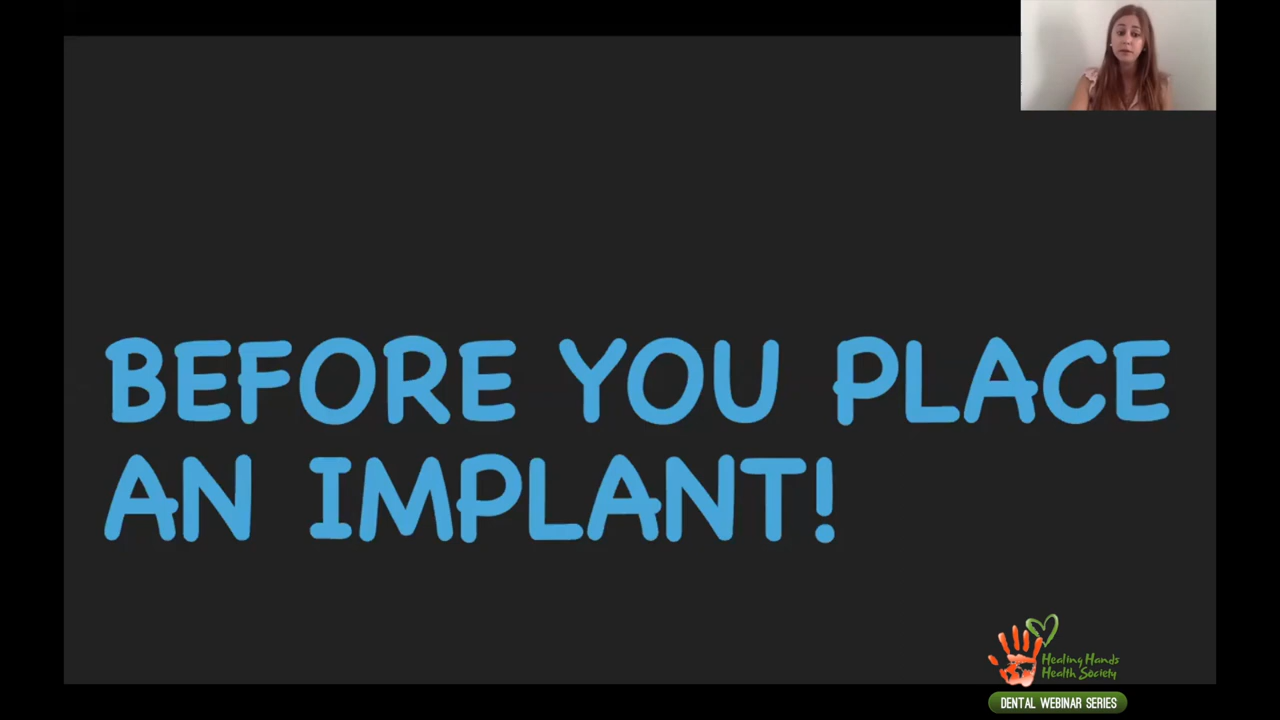 BEFORE YOU PLACE
AN IMPLANT!
Healing Hands
Health Society
DENTAL WEBINAR SERIES